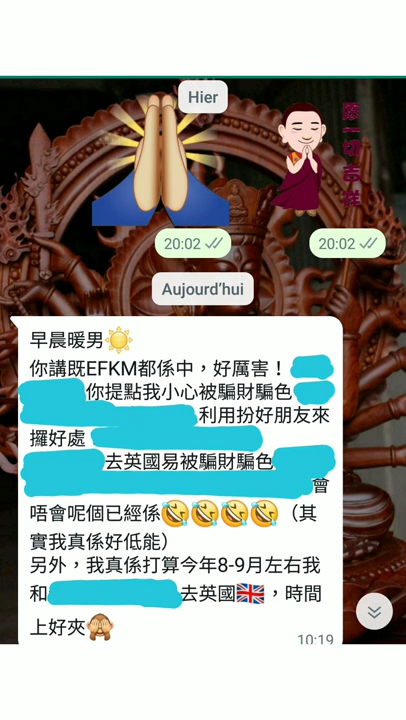 Hier
願一切吉祥
20:02
20:02
Aujourd'hui
早晨暖男
你講既EFKM都係中,好厲害!
你提點我小心被騙財騙色
利用扮好朋友來
攞好處
去英國易被騙財騙色
會
唔會呢個已經係🤣🤣🤣🤣(其
實我真係好低能)
另外,我真係打算今年8-9月左右我
和 去英國🇬🇧,時間
上好夾🙈
10:19